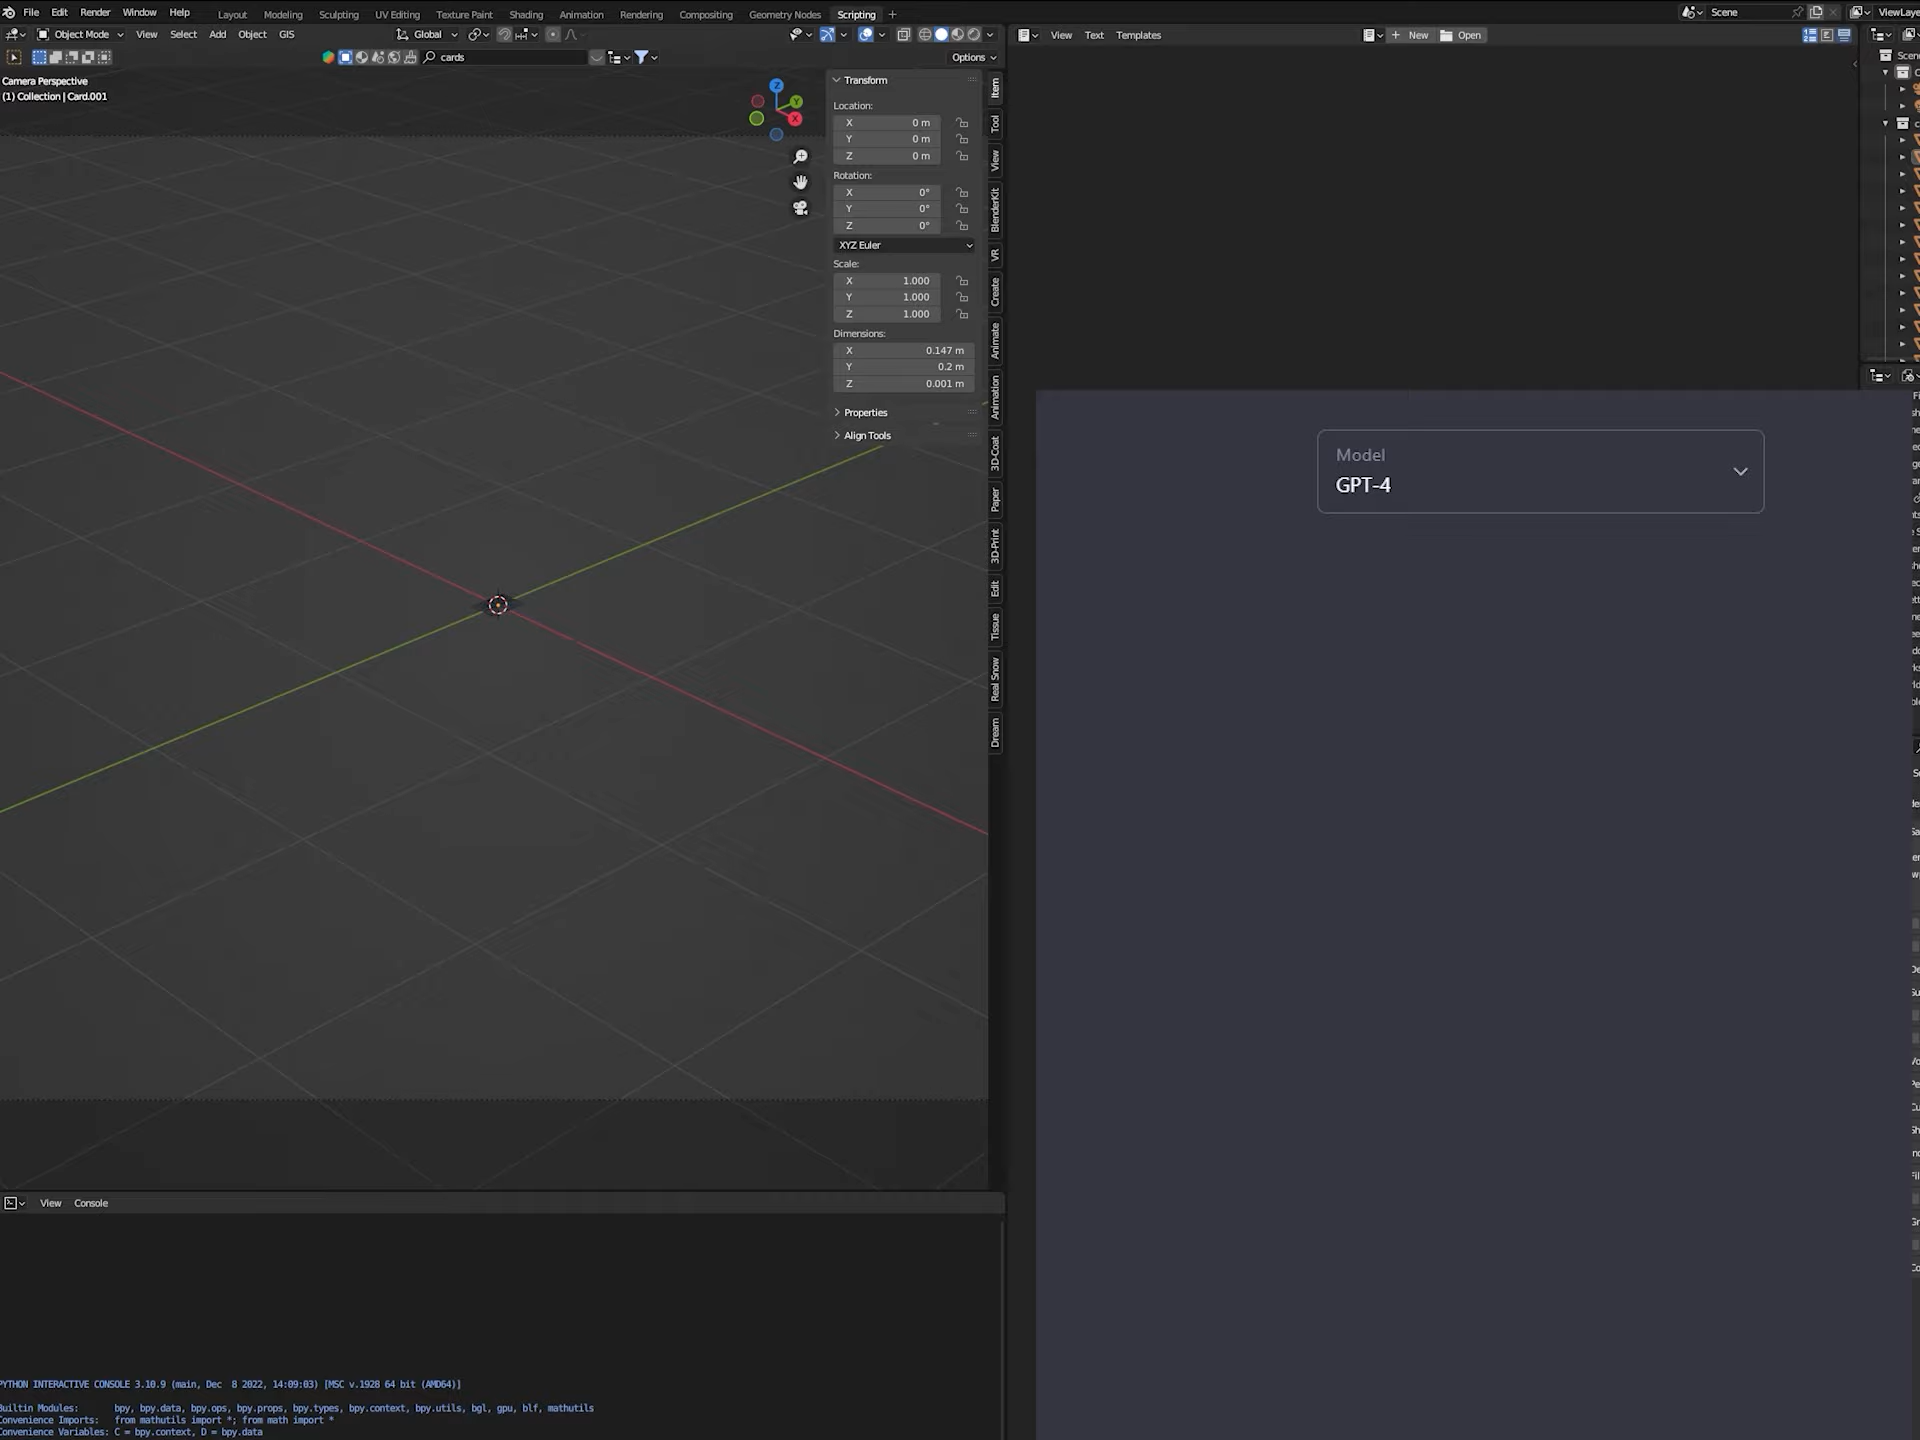 File Edit Render Window Help Layout Modeling Sculpting UV Editing Texture Paint Shading Animation Rendering Compositing Geometry Nodes Scripting + Scene ViewLaye
Object Mode View Select Add Object GIS Global View Text Templates + New Open
cards Options
Camera Perspective
(1) Collection | Card.001
Z
Y
X
Transform
Location:
X 0 m
Y 0 m
Z 0 m
Rotation:
X 0°
Y 0°
Z 0°
XYZ Euler
Scale:
X 1.000
Y 1.000
Z 1.000
Dimensions:
X 0.147 m
Y 0.2 m
Z 0.001 m
Properties
Align Tools
Item
Tool
View
BlenderKit
VR
Create
Animate
Animation
3D-Coat
Paper
3D-Print
Edit
Tissue
Real Snow
Dream
Model
GPT-4
View Console
PYTHON INTERACTIVE CONSOLE 3.10.9 (main, Dec 8 2022, 14:09:03) [MSC v.1928 64 bit (AMD64)]
Builtin Modules: bpy, bpy.data, bpy.ops, bpy.props, bpy.types, bpy.context, bpy.utils, bgl, gpu, blf, mathutils
Convenience Imports: from mathutils import *; from math import *
Convenience Variables: C = bpy.context, D = bpy.data